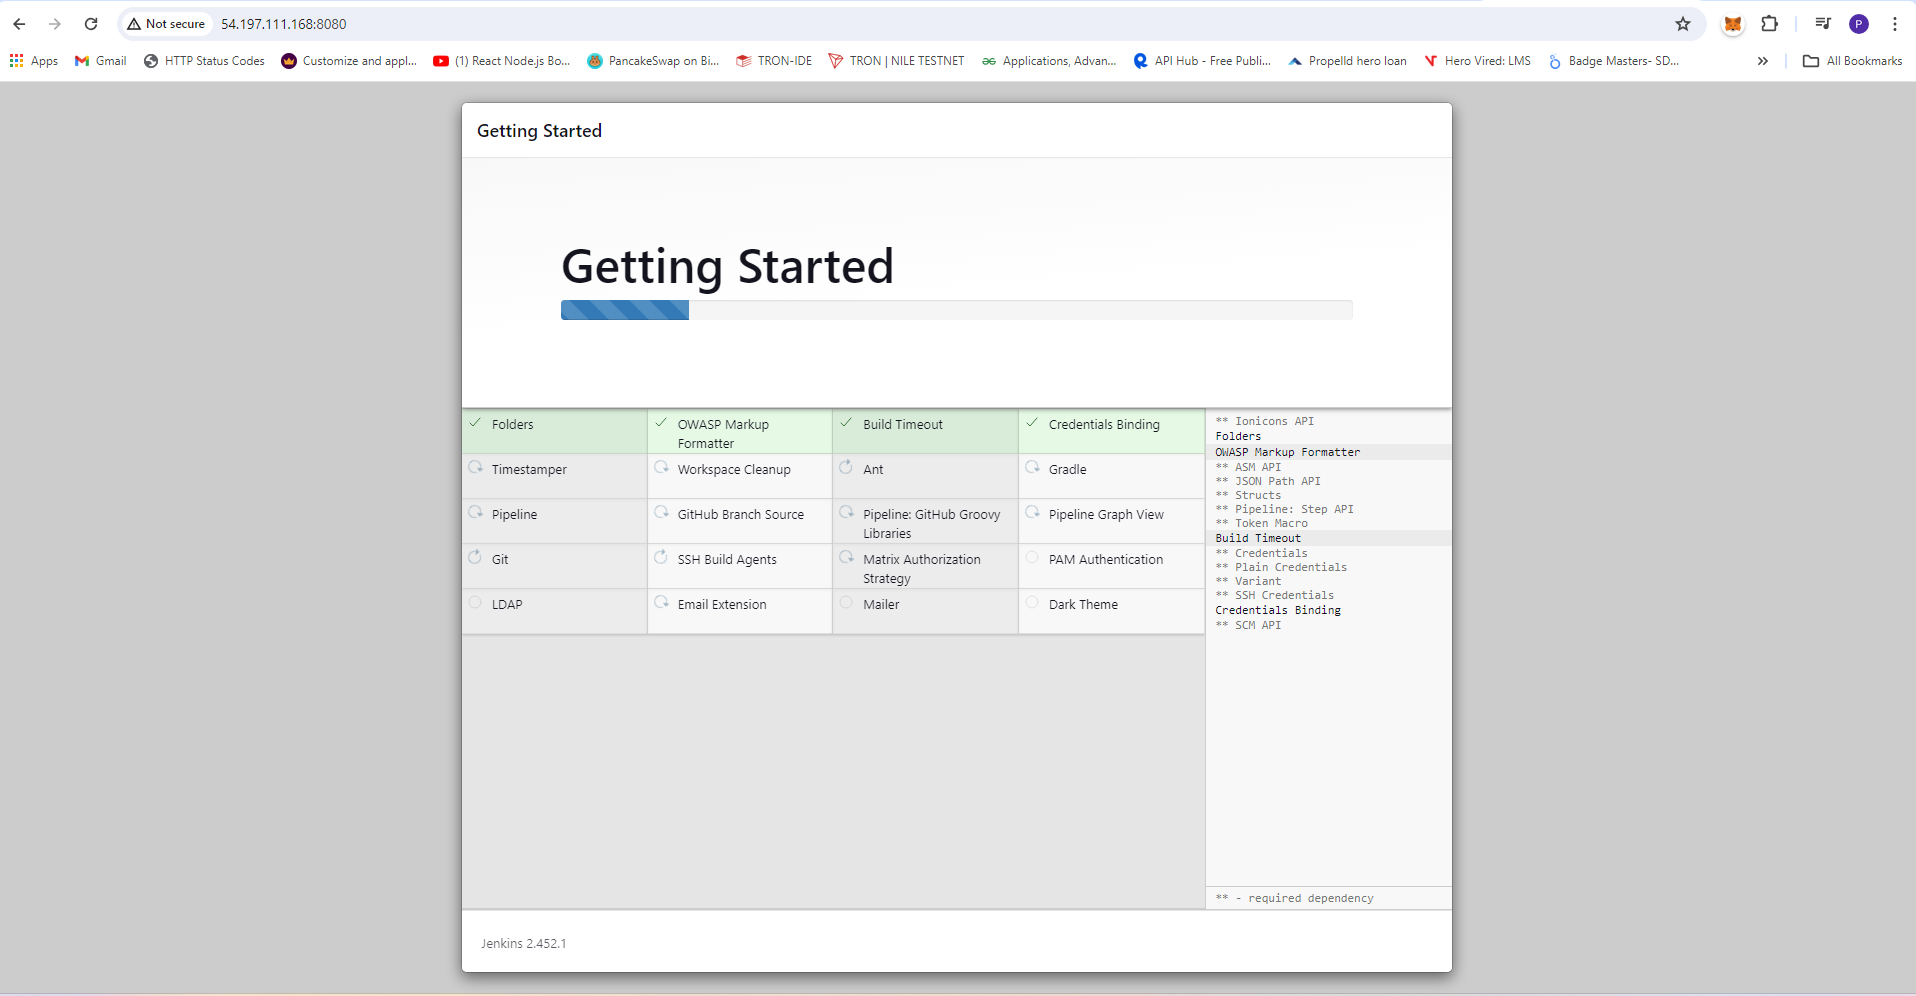 Not secure 54.197.111.168:8080
P
Apps Gmail HTTP Status Codes Customize and appl... (1) React Node.js Bo... PancakeSwap on Bi... TRON-IDE TRON | NILE TESTNET Applications, Advan... API Hub - Free Publi... Propelld hero loan Hero Vired: LMS Badge Masters- SD... » All Bookmarks
Getting Started
Getting Started
Folders
OWASP Markup
Formatter
Build Timeout
Credentials Binding
Timestamper
Workspace Cleanup
Ant
Gradle
Pipeline
GitHub Branch Source
Pipeline: GitHub Groovy
Libraries
Pipeline Graph View
Git
SSH Build Agents
Matrix Authorization
Strategy
PAM Authentication
LDAP
Email Extension
Mailer
Dark Theme
** Ionicons API
Folders
OWASP Markup Formatter
** ASM API
** JSON Path API
** Structs
** Pipeline: Step API
** Token Macro
Build Timeout
** Credentials
** Plain Credentials
** Variant
** SSH Credentials
Credentials Binding
** SCM API
** - required dependency
Jenkins 2.452.1